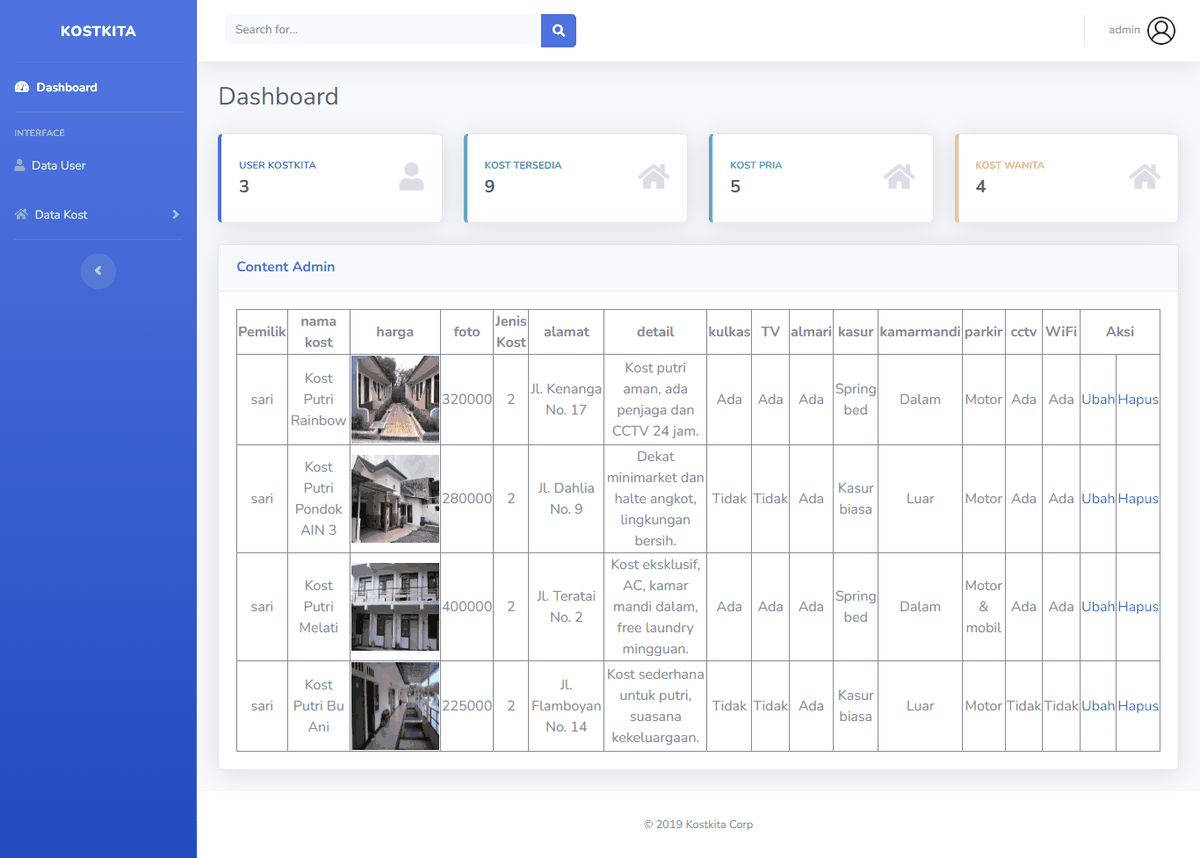 KOSTKITA
Search for...
admin
Dashboard
INTERFACE
Data User
Data Kost
Dashboard
USER KOSTKITA
3
KOST TERSEDIA
9
KOST PRIA
5
KOST WANITA
4
Content Admin
Pemilik
nama
kost
harga
foto
Jenis
Kost
alamat
detail
kulkas
TV
almari
kasur
kamarmandi
parkir
cctv
WiFi
Aksi
sari
Kost
Putri
Rainbow
320000
2
Jl. Kenanga
No. 17
Kost putri
aman, ada
penjaga dan
CCTV 24 jam.
Ada
Ada
Ada
Spring
bed
Dalam
Motor
Ada
Ada
Ubah
Hapus
sari
Kost
Putri
Pondok
AIN 3
280000
2
Jl. Dahlia
No. 9
Dekat
minimarket dan
halte angkot,
lingkungan
bersih.
Tidak
Tidak
Ada
Kasur
biasa
Luar
Motor
Ada
Ada
Ubah
Hapus
sari
Kost
Putri
Melati
400000
2
Jl. Teratai
No. 2
Kost eksklusif,
AC, kamar
mandi dalam,
free laundry
mingguan.
Ada
Ada
Ada
Spring
bed
Dalam
Motor
&
mobil
Ada
Ada
Ubah
Hapus
sari
Kost
Putri Bu
Ani
225000
2
Jl.
Flamboyan
No. 14
Kost sederhana
untuk putri,
suasana
kekeluargaan.
Tidak
Tidak
Ada
Kasur
biasa
Luar
Motor
Tidak
Tidak
Ubah
Hapus
© 2019 Kostkita Corp